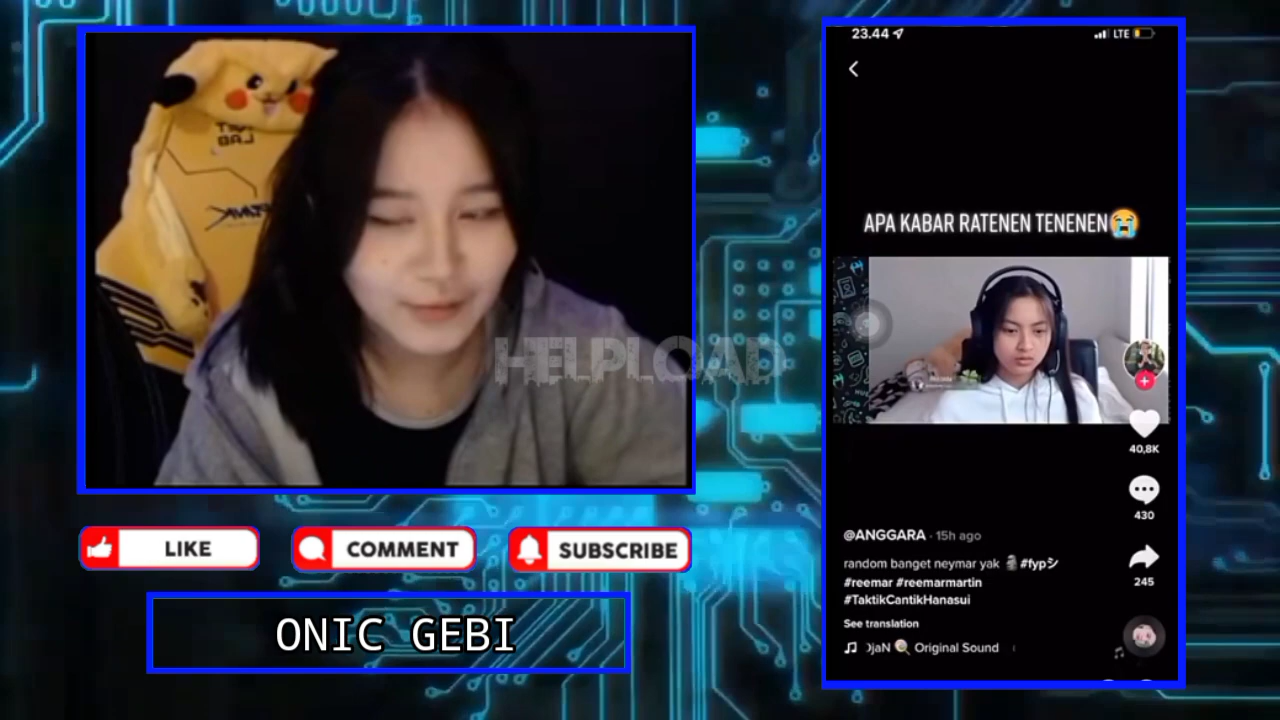 HELPLOAD
LIKE
COMMENT
SUBSCRIBE
ONIC GEBI
23.44
LTE
APA KABAR RATENEN TENENEN😭
40,8K
430
@ANGGARA · 15h ago
random banget neymar yak 🗿#fypシ
#reemar #reemarmartin
#TaktikCantikHanasui
245
See translation
Original Sound